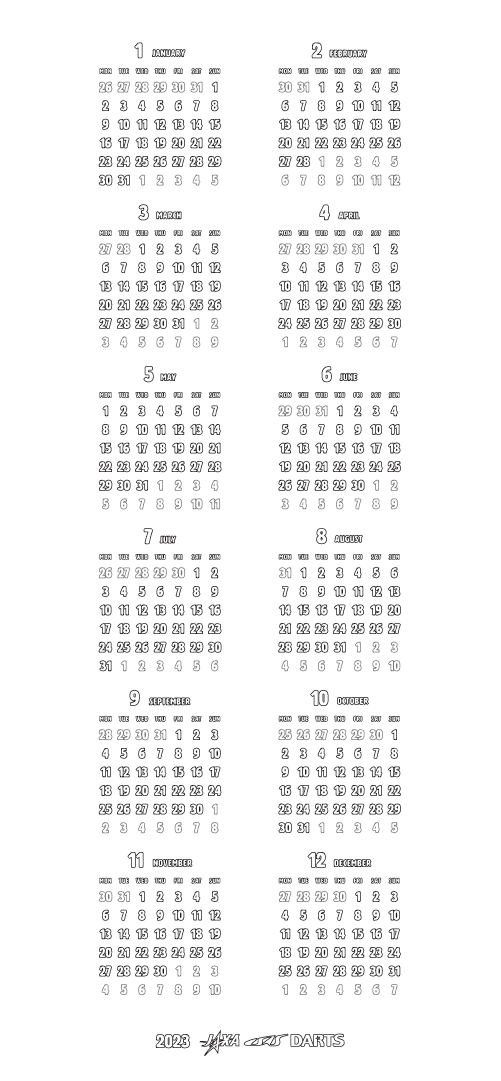 1 JANUARY
MON TUE WED THU FRI SAT SUN
26 27 28 29 30 31 1
2 3 4 5 6 7 8
9 10 11 12 13 14 15
16 17 18 19 20 21 22
23 24 25 26 27 28 29
30 31 1 2 3 4 5
2 FEBRUARY
MON TUE WED THU FRI SAT SUN
30 31 1 2 3 4 5
6 7 8 9 10 11 12
13 14 15 16 17 18 19
20 21 22 23 24 25 26
27 28 1 2 3 4 5
6 7 8 9 10 11 12
3 MARCH
MON TUE WED THU FRI SAT SUN
27 28 1 2 3 4 5
6 7 8 9 10 11 12
13 14 15 16 17 18 19
20 21 22 23 24 25 26
27 28 29 30 31 1 2
3 4 5 6 7 8 9
4 APRIL
MON TUE WED THU FRI SAT SUN
27 28 29 30 31 1 2
3 4 5 6 7 8 9
10 11 12 13 14 15 16
17 18 19 20 21 22 23
24 25 26 27 28 29 30
1 2 3 4 5 6 7
5 MAY
MON TUE WED THU FRI SAT SUN
1 2 3 4 5 6 7
8 9 10 11 12 13 14
15 16 17 18 19 20 21
22 23 24 25 26 27 28
29 30 31 1 2 3 4
5 6 7 8 9 10 11
6 JUNE
MON TUE WED THU FRI SAT SUN
29 30 31 1 2 3 4
5 6 7 8 9 10 11
12 13 14 15 16 17 18
19 20 21 22 23 24 25
26 27 28 29 30 1 2
3 4 5 6 7 8 9
7 JULY
MON TUE WED THU FRI SAT SUN
26 27 28 29 30 1 2
3 4 5 6 7 8 9
10 11 12 13 14 15 16
17 18 19 20 21 22 23
24 25 26 27 28 29 30
31 1 2 3 4 5 6
8 AUGUST
MON TUE WED THU FRI SAT SUN
31 1 2 3 4 5 6
7 8 9 10 11 12 13
14 15 16 17 18 19 20
21 22 23 24 25 26 27
28 29 30 31 1 2 3
4 5 6 7 8 9 10
9 SEPTEMBER
MON TUE WED THU FRI SAT SUN
28 29 30 31 1 2 3
4 5 6 7 8 9 10
11 12 13 14 15 16 17
18 19 20 21 22 23 24
25 26 27 28 29 30 1
2 3 4 5 6 7 8
10 OKTOBER
MON TUE WED THU FRI SAT SUN
25 26 27 28 29 30 1
2 3 4 5 6 7 8
9 10 11 12 13 14 15
16 17 18 19 20 21 22
23 24 25 26 27 28 29
30 31 1 2 3 4 5
11 NOVEMBER
MON TUE WED THU FRI SAT SUN
30 31 1 2 3 4 5
6 7 8 9 10 11 12
13 14 15 16 17 18 19
20 21 22 23 24 25 26
27 28 29 30 1 2 3
4 5 6 7 8 9 10
12 DECEMBER
MON TUE WED THU FRI SAT SUN
27 28 29 30 1 2 3
4 5 6 7 8 9 10
11 12 13 14 15 16 17
18 19 20 21 22 23 24
25 26 27 28 29 30 31
1 2 3 4 5 6 7
2023 JAXA DARTS